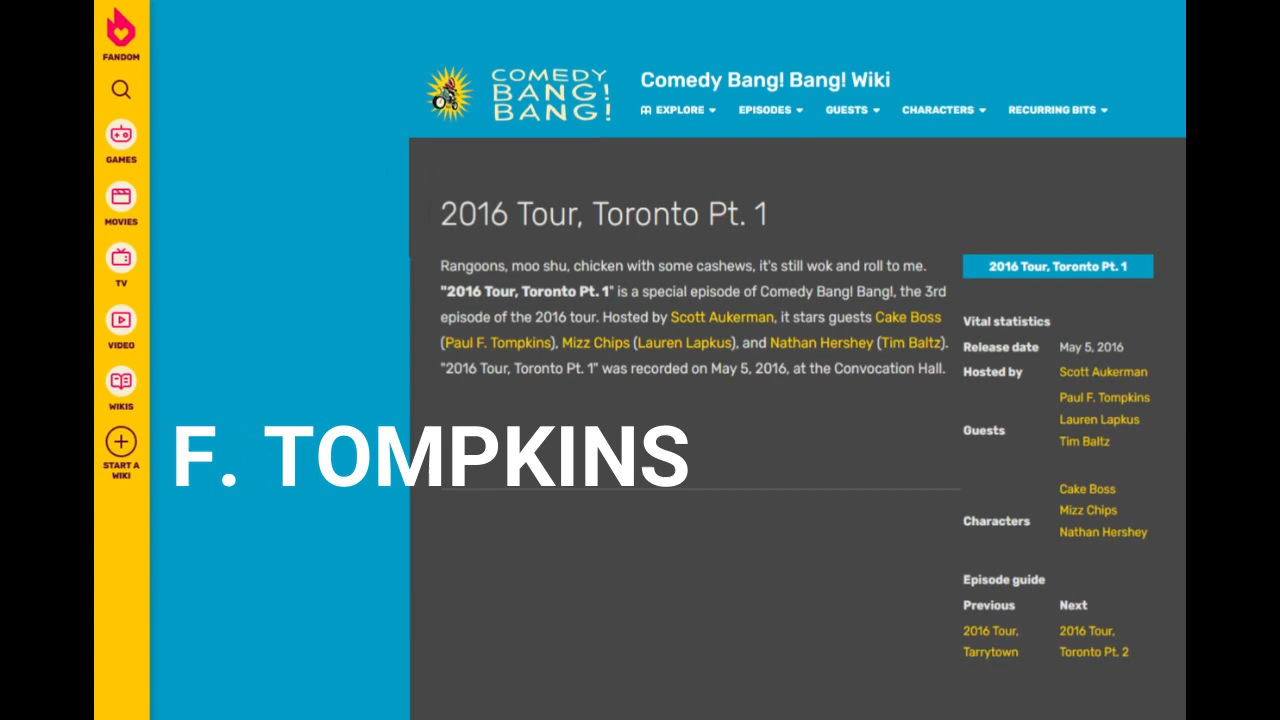 FANDOM
GAMES
MOVIES
TV
VIDEO
WIKIS
START A
WIKI
COMEDY
BANG!
BANG!
Comedy Bang! Bang! Wiki
EXPLORE EPISODES GUESTS CHARACTERS RECURRING BITS
2016 Tour, Toronto Pt. 1
Rangoons, moo shu, chicken with some cashews, it's still wok and roll to me.
"2016 Tour, Toronto Pt. 1" is a special episode of Comedy Bang! Bang!, the 3rd
episode of the 2016 tour. Hosted by Scott Aukerman, it stars guests Cake Boss
(Paul F. Tompkins), Mizz Chips (Lauren Lapkus), and Nathan Hershey (Tim Baltz).
"2016 Tour, Toronto Pt. 1" was recorded on May 5, 2016, at the Convocation Hall.
F. TOMPKINS
2016 Tour, Toronto Pt. 1
Vital statistics
Release date May 5, 2016
Hosted by Scott Aukerman
Guests
Paul F. Tompkins
Lauren Lapkus
Tim Baltz
Characters
Cake Boss
Mizz Chips
Nathan Hershey
Episode guide
Previous Next
2016 Tour, 2016 Tour,
Tarrytown Toronto Pt. 2